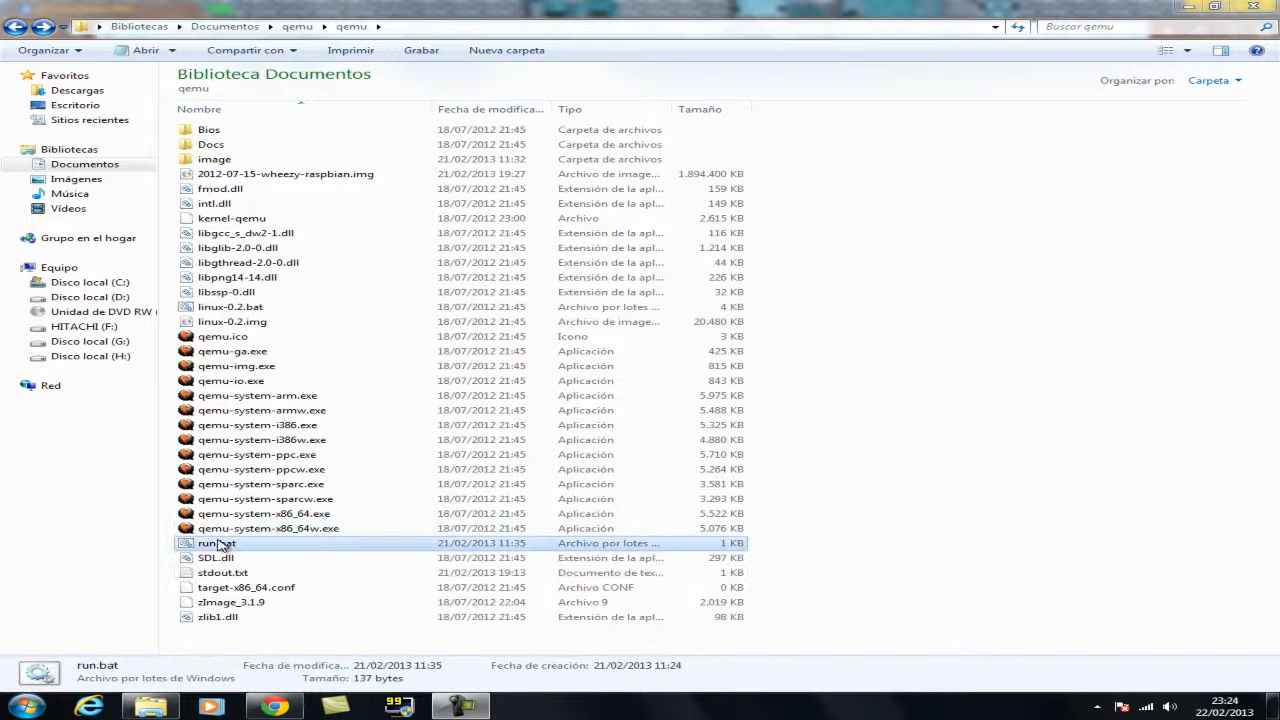 Bibliotecas Documentos qemu qemu Buscar qemu
Organizar Abrir Compartir con Imprimir Grabar Nueva carpeta
Favoritos
Descargas
Escritorio
Sitios recientes
Bibliotecas
Documentos
Imágenes
Música
Vídeos
Grupo en el hogar
Equipo
Disco local (C:)
Disco local (D:)
Unidad de DVD RW (
HITACHI (F:)
Disco local (G:)
Disco local (H:)
Red
Biblioteca Documentos
qemu
Organizar por: Carpeta
Nombre Fecha de modifica... Tipo Tamaño
Bios 18/07/2012 21:45 Carpeta de archivos
Docs 18/07/2012 21:45 Carpeta de archivos
image 21/02/2013 11:32 Carpeta de archivos
2012-07-15-wheezy-raspbian.img 21/02/2013 19:27 Archivo de image... 1.894.400 KB
fmod.dll 18/07/2012 21:45 Extensión de la apl... 159 KB
intl.dll 18/07/2012 21:45 Extensión de la apl... 149 KB
kernel-qemu 18/07/2012 23:00 Archivo 2.615 KB
libgcc_s_dw2-1.dll 18/07/2012 21:45 Extensión de la apl... 116 KB
libglib-2.0-0.dll 18/07/2012 21:45 Extensión de la apl... 1.214 KB
libgthread-2.0-0.dll 18/07/2012 21:45 Extensión de la apl... 44 KB
libpng14-14.dll 18/07/2012 21:45 Extensión de la apl... 226 KB
libssp-0.dll 18/07/2012 21:45 Extensión de la apl... 32 KB
linux-0.2.bat 18/07/2012 21:45 Archivo por lotes ... 4 KB
linux-0.2.img 18/07/2012 21:45 Archivo de image... 20.480 KB
qemu.ico 18/07/2012 21:45 Icono 3 KB
qemu-ga.exe 18/07/2012 21:45 Aplicación 425 KB
qemu-img.exe 18/07/2012 21:45 Aplicación 815 KB
qemu-io.exe 18/07/2012 21:45 Aplicación 843 KB
qemu-system-arm.exe 18/07/2012 21:45 Aplicación 5.975 KB
qemu-system-armw.exe 18/07/2012 21:45 Aplicación 5.488 KB
qemu-system-i386.exe 18/07/2012 21:45 Aplicación 5.325 KB
qemu-system-i386w.exe 18/07/2012 21:45 Aplicación 4.880 KB
qemu-system-ppc.exe 18/07/2012 21:45 Aplicación 5.710 KB
qemu-system-ppcw.exe 18/07/2012 21:45 Aplicación 5.264 KB
qemu-system-sparc.exe 18/07/2012 21:45 Aplicación 3.581 KB
qemu-system-sparcw.exe 18/07/2012 21:45 Aplicación 3.293 KB
qemu-system-x86_64.exe 18/07/2012 21:45 Aplicación 5.522 KB
qemu-system-x86_64w.exe 18/07/2012 21:45 Aplicación 5.076 KB
run.bat 21/02/2013 11:35 Archivo por lotes ... 1 KB
SDL.dll 18/07/2012 21:45 Extensión de la apl... 297 KB
stdout.txt 21/02/2013 19:13 Documento de tex... 1 KB
target-x86_64.conf 18/07/2012 21:45 Archivo CONF 0 KB
zImage_3.1.9 18/07/2012 22:04 Archivo 9 2.019 KB
zlib1.dll 18/07/2012 21:45 Extensión de la apl... 98 KB
run.bat Fecha de modifica... 21/02/2013 11:35 Fecha de creación: 21/02/2013 11:24
Archivo por lotes de Windows Tamaño: 137 bytes
99
23:24
22/02/2013